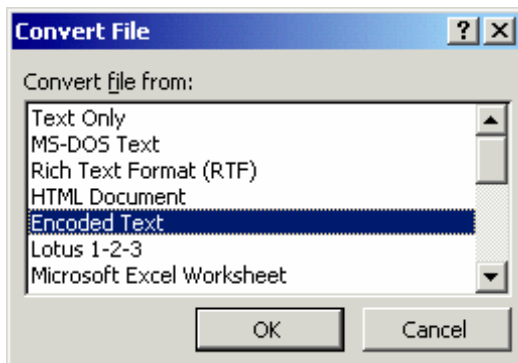 Convert File
?
Convert file from:
Text Only
MS-DOS Text
Rich Text Format (RTF)
HTML Document
Encoded Text
Lotus 1-2-3
Microsoft Excel Worksheet
OK Cancel